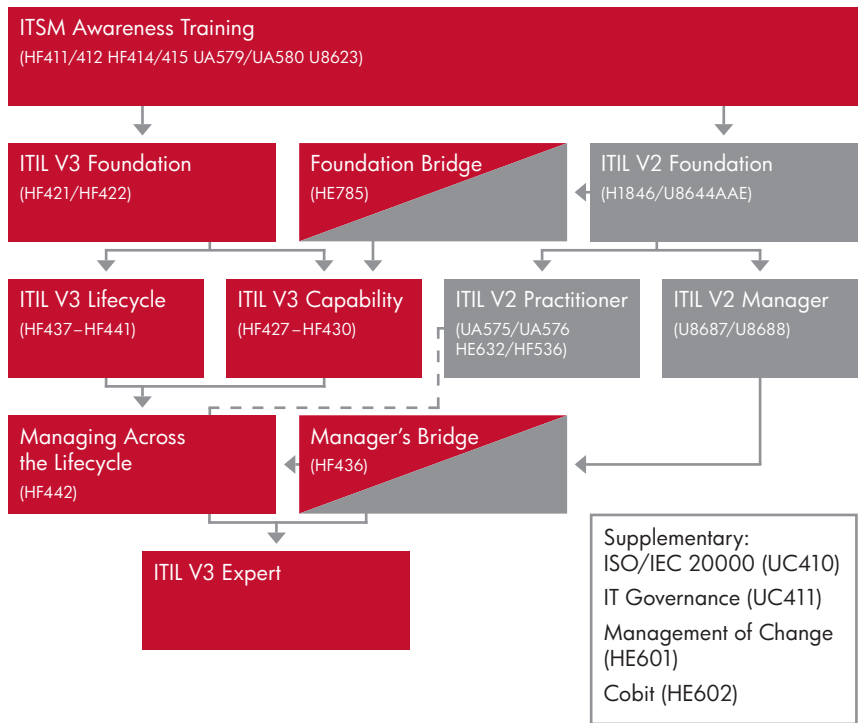 ITSM Awareness Training
(HF411/412 HF414/415 UA579/UA580 U8623)
ITIL V3 Foundation
(HF421/HF422)
Foundation Bridge
(HE785)
ITIL V2 Foundation
(H1846/U8644AAE)
ITIL V3 Lifecycle
(HF437–HF441)
ITIL V3 Capability
(HF427–HF430)
ITIL V2 Practitioner
(UA575/UA576
HE632/HF536)
ITIL V2 Manager
(U8687/U8688)
Managing Across
the Lifecycle
(HF442)
Manager’s Bridge
(HF436)
ITIL V3 Expert
Supplementary:
ISO/IEC 20000 (UC410)
IT Governance (UC411)
Management of Change
(HE601)
Cobit (HE602)